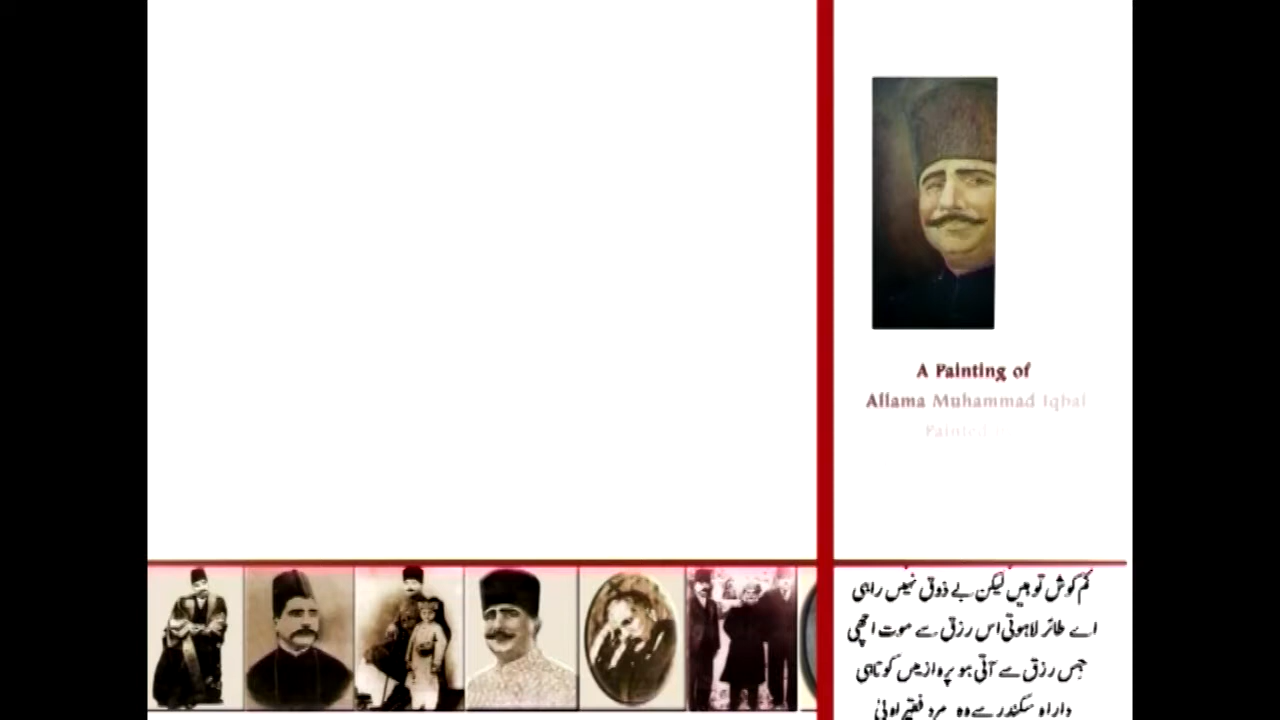 A Painting of
Allama Muhammad Iqbal
Painted
کم کوش تو ہیں لیکن بے ذوق نہیں راہی
اے طائر لاہوتی اس رزق سے موت اچھی
جس رزق سے آتی ہو پرواز میں کوتاہی
دارا و سکندر سے وہ مرد فقیر اولیٰ